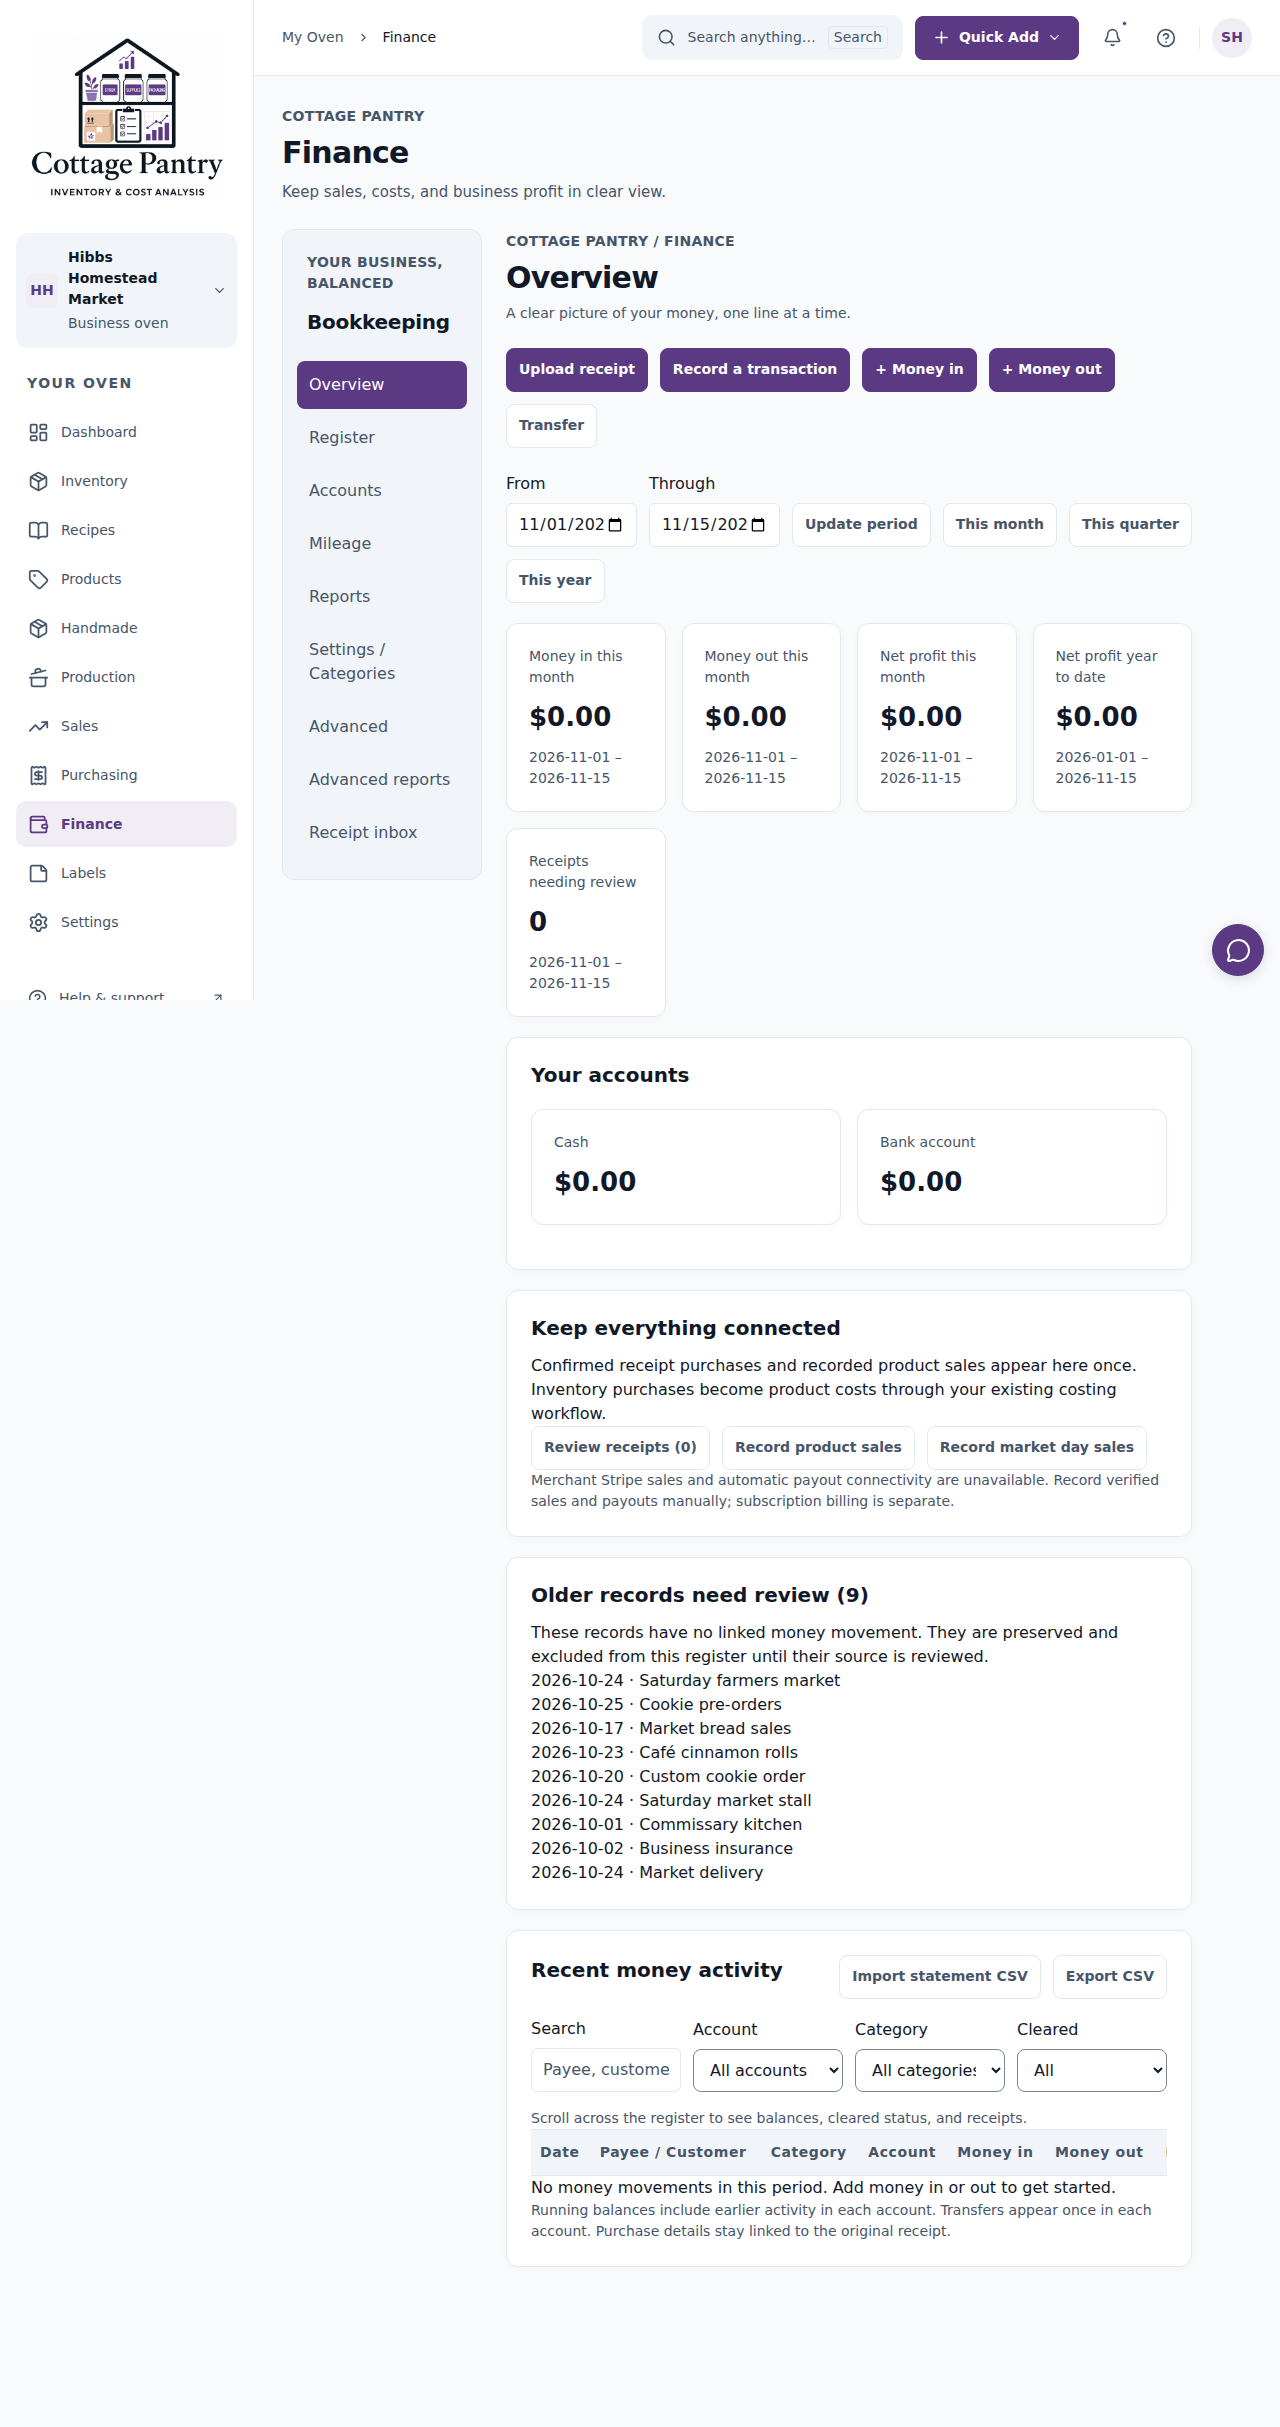 Cottage Pantry
INVENTORY & COST ANALYSIS
HH
Hibbs
Homestead
Market
Business oven
YOUR OVEN
Dashboard
Inventory
Recipes
Products
Handmade
Production
Sales
Purchasing
Finance
Labels
Settings
Help & support
My Oven
Finance
Search anything...
Search
Quick Add
SH
COTTAGE PANTRY
Finance
Keep sales, costs, and business profit in clear view.
YOUR BUSINESS,
BALANCED
Bookkeeping
Overview
Register
Accounts
Mileage
Reports
Settings /
Categories
Advanced
Advanced reports
Receipt inbox
COTTAGE PANTRY / FINANCE
Overview
A clear picture of your money, one line at a time.
Upload receipt
Record a transaction
+ Money in
+ Money out
Transfer
From
Through
11/01/202
11/15/202
Update period
This month
This quarter
This year
Money in this
month
$0.00
2026-11-01 –
2026-11-15
Money out this
month
$0.00
2026-11-01 –
2026-11-15
Net profit this
month
$0.00
2026-11-01 –
2026-11-15
Net profit year
to date
$0.00
2026-01-01 –
2026-11-15
Receipts
needing review
0
2026-11-01 –
2026-11-15
Your accounts
Cash
$0.00
Bank account
$0.00
Keep everything connected
Confirmed receipt purchases and recorded product sales appear here once.
Inventory purchases become product costs through your existing costing
workflow.
Review receipts (0)
Record product sales
Record market day sales
Merchant Stripe sales and automatic payout connectivity are unavailable. Record verified
sales and payouts manually; subscription billing is separate.
Older records need review (9)
These records have no linked money movement. They are preserved and
excluded from this register until their source is reviewed.
2026-10-24 · Saturday farmers market
2026-10-25 · Cookie pre-orders
2026-10-17 · Market bread sales
2026-10-23 · Café cinnamon rolls
2026-10-20 · Custom cookie order
2026-10-24 · Saturday market stall
2026-10-01 · Commissary kitchen
2026-10-02 · Business insurance
2026-10-24 · Market delivery
Recent money activity
Import statement CSV
Export CSV
Search
Account
Category
Cleared
Payee, custome
All accounts
All categories
All
Scroll across the register to see balances, cleared status, and receipts.
Date
Payee / Customer
Category
Account
Money in
Money out
No money movements in this period. Add money in or out to get started.
Running balances include earlier activity in each account. Transfers appear once in each
account. Purchase details stay linked to the original receipt.